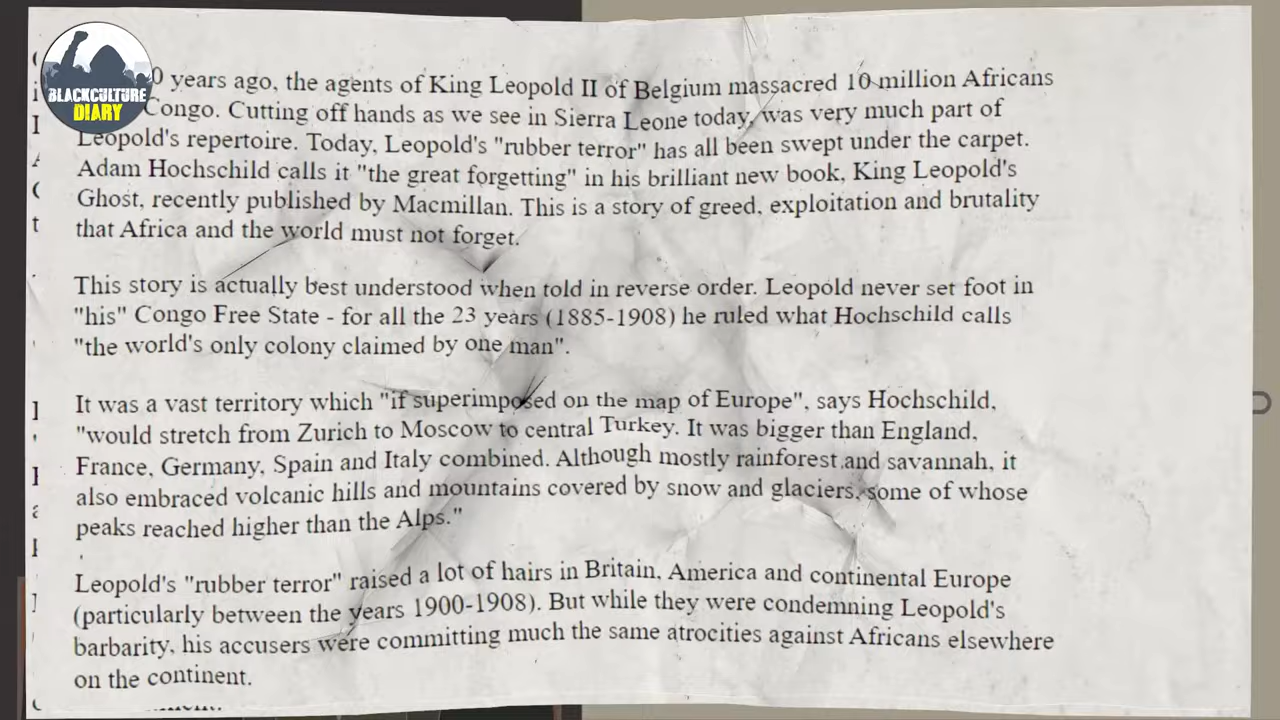 BLACKCULTURE
DIARY
0 years ago, the agents of King Leopold II of Belgium massacred 10 million Africans
Congo. Cutting off hands as we see in Sierra Leone today, was very much part of
Leopold's repertoire. Today, Leopold's "rubber terror" has all been swept under the carpet.
Adam Hochschild calls it "the great forgetting" in his brilliant new book, King Leopold's
Ghost, recently published by Macmillan. This is a story of greed, exploitation and brutality
that Africa and the world must not forget.
This story is actually best understood when told in reverse order. Leopold never set foot in
"his" Congo Free State - for all the 23 years (1885-1908) he ruled what Hochschild calls
"the world's only colony claimed by one man".
It was a vast territory which "if superimposed on the map of Europe", says Hochschild,
"would stretch from Zurich to Moscow to central Turkey. It was bigger than England,
France, Germany, Spain and Italy combined. Although mostly rainforest and savannah, it
also embraced volcanic hills and mountains covered by snow and glaciers, some of whose
peaks reached higher than the Alps."
Leopold's "rubber terror" raised a lot of hairs in Britain, America and continental Europe
(particularly between the years 1900-1908). But while they were condemning Leopold's
barbarity, his accusers were committing much the same atrocities against Africans elsewhere
on the continent.